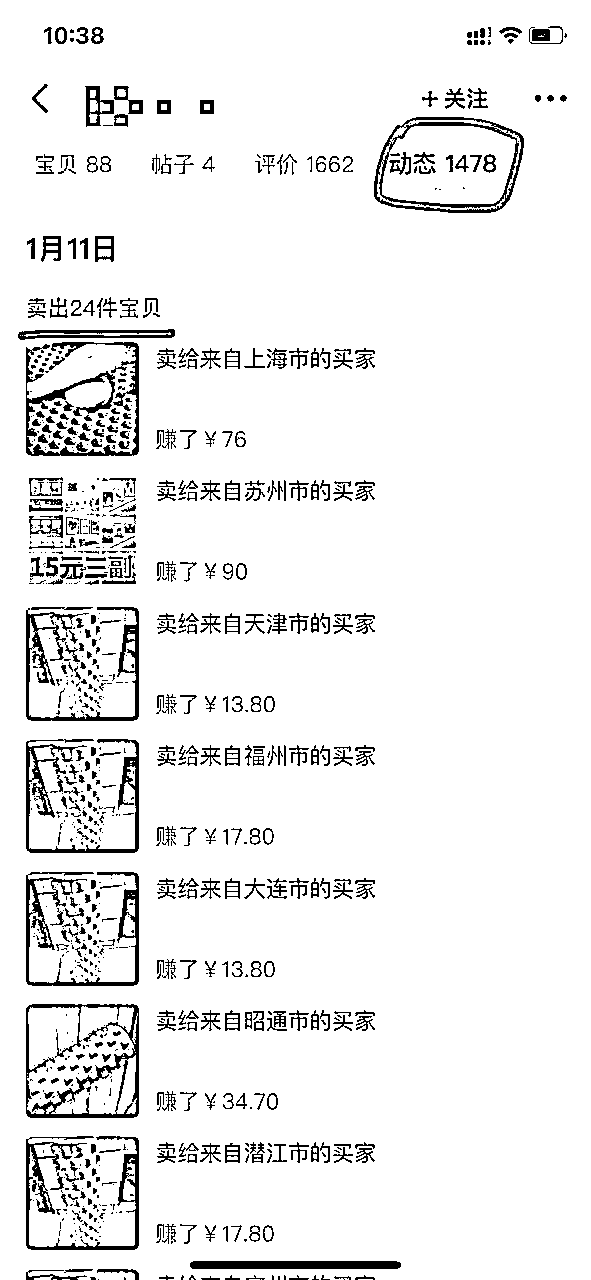 10:38
+ 关注
宝贝 88 帖子 4 评价 1662 动态 1478
1月11日
卖出24件宝贝
卖给来自上海市的买家
赚了￥76
卖给来自苏州市的买家
15元三副
赚了￥90
卖给来自天津市的买家
赚了￥13.80
卖给来自福州市的买家
赚了￥17.80
卖给来自大连市的买家
赚了￥13.80
卖给来自昭通市的买家
赚了￥34.70
卖给来自潜江市的买家
赚了￥17.80